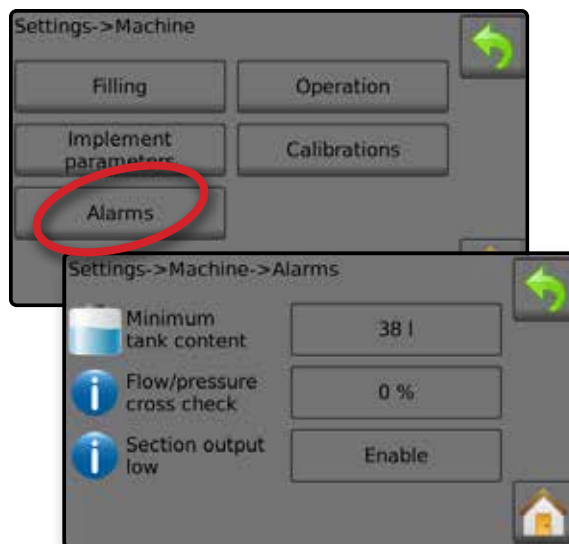 Settings->Machine
Filling
Operation
Implement
parameters
Calibrations
Alarms
Settings->Machine->Alarms
Minimum
tank content
38 l
Flow/pressure
cross check
0 %
Section output
low
Enable